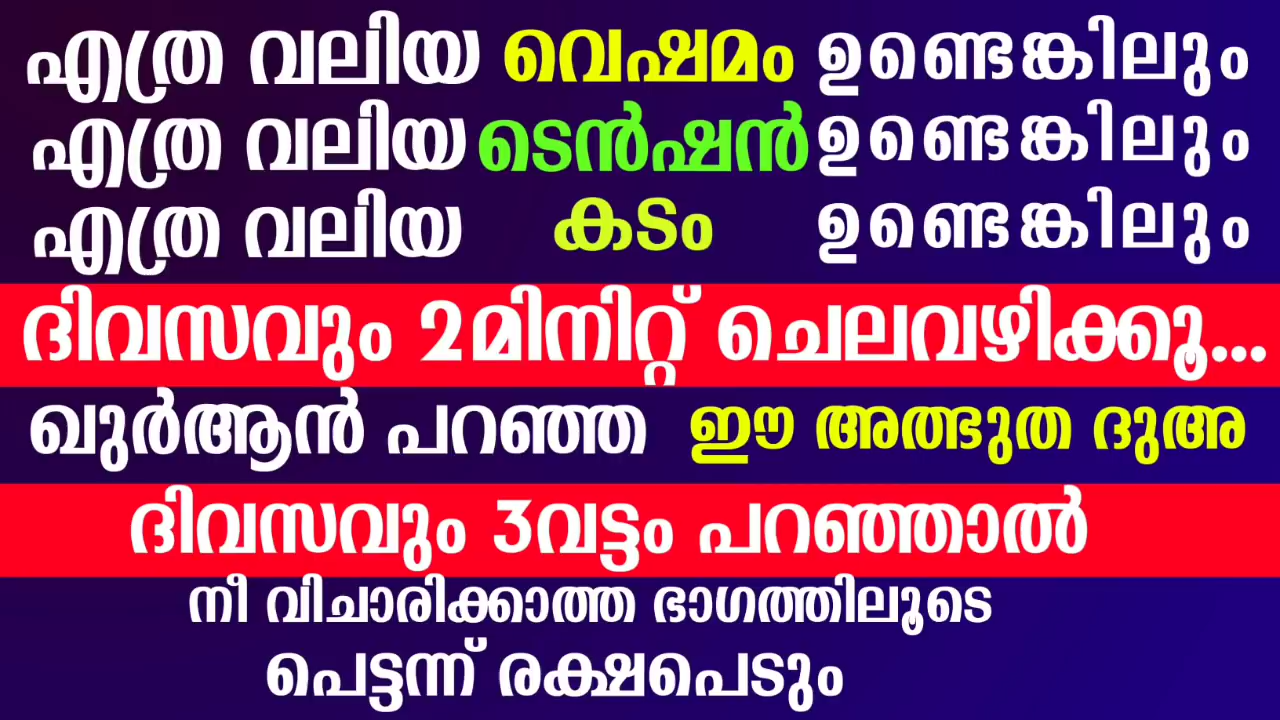 എത്ര വലിയ വെഷമം ഉണ്ടെങ്കിലും
എത്ര വലിയ ടെൻഷൻ ഉണ്ടെങ്കിലും
എത്ര വലിയ കടം ഉണ്ടെങ്കിലും
ദിവസവും 2മിനിറ്റ് ചെലവഴിക്കൂ...
ഖുർആൻ പറഞ്ഞ ഈ അത്ഭുത ദുഅ
ദിവസവും 3വട്ടം പറഞ്ഞാൽ
നീ വിചാരിക്കാത്ത ഭാഗത്തിലൂടെ
പെട്ടന്ന് രക്ഷപെടും